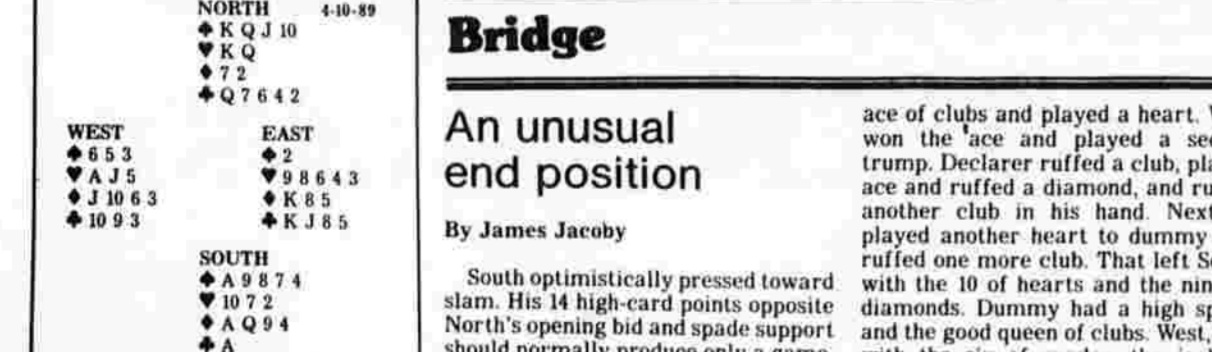 NORTH 4-10-89
♠ K Q J 10
♥ K Q
♦ 7 2
♣ Q 7 6 4 2
WEST EAST
♠ 6 5 3 ♠ 2
♥ A J 5 ♥ 9 8 6 4 3
♦ J 10 6 3 ♦ K 8 5
♣ 10 9 3 ♣ K J 8 5
SOUTH
♠ A 9 8 7 4
♥ 10 7 2
♦ A Q 9 4
♣ A
Bridge
An unusual
end position
By James Jacoby
South optimistically pressed toward
slam. His 14 high-card points opposite
North's opening bid and spade support
should normally produce only a game
ace of clubs and played a heart.
won the ace and played a
trump. Declarer ruffed a club,
ace and ruffed a diamond, and
another club in his hand. Next
played another heart to dummy
ruffed one more club. That left
with the 10 of hearts and the
diamonds. Dummy had a high
and the good queen of clubs. West,